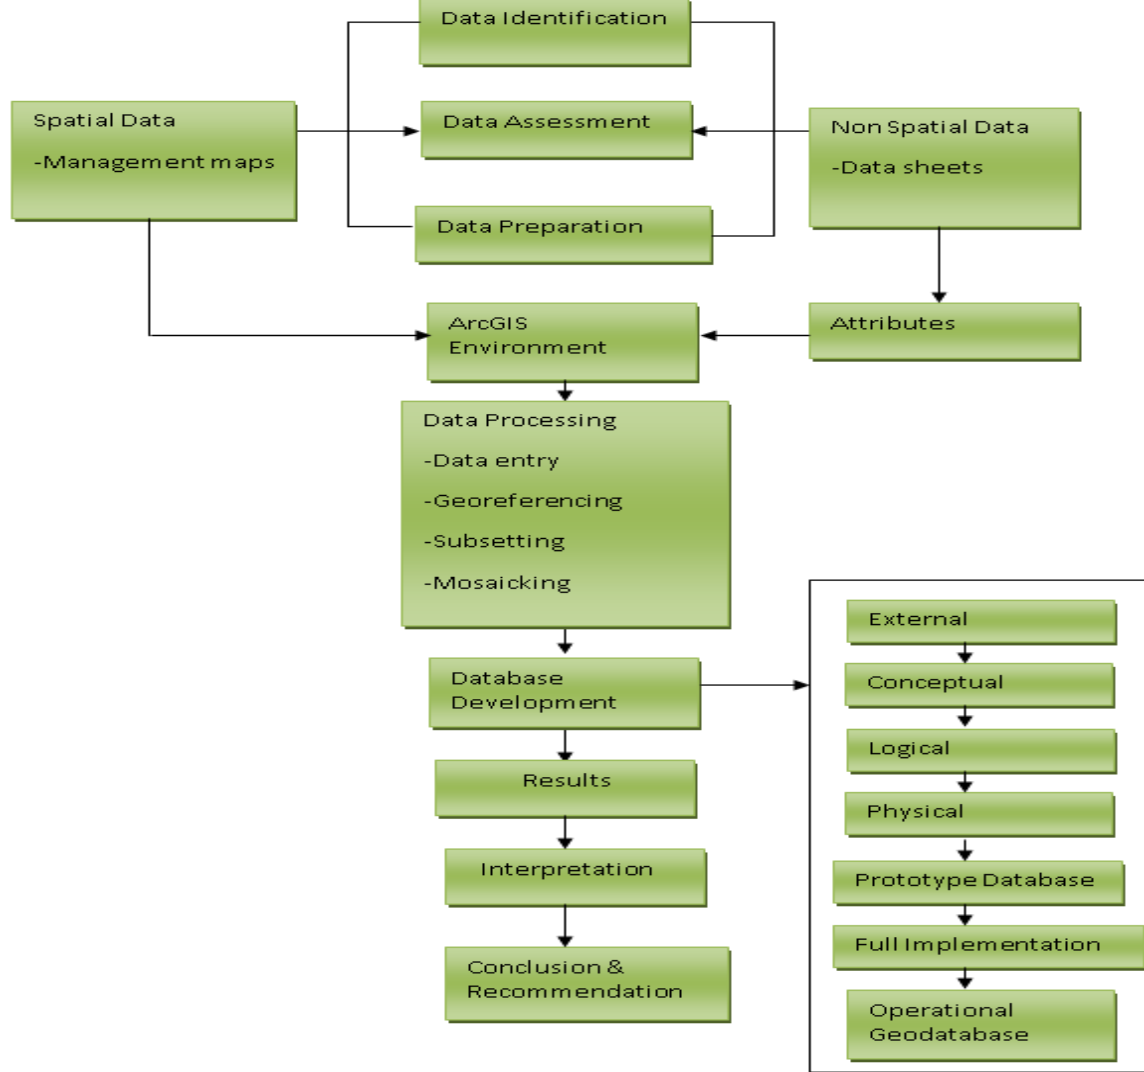 Data Identification
Spatial Data
-Management maps
Data Assessment
Non Spatial Data
-Data sheets
Data Preparation
ArcGIS
Environment
Attributes
Data Processing
-Data entry
-Georeferencing
-Subsetting
-Mosaicking
Database
Development
Results
Interpretation
Conclusion &
Recommendation
External
Conceptual
Logical
Physical
Prototype Database
Full Implementation
Operational
Geodatabase